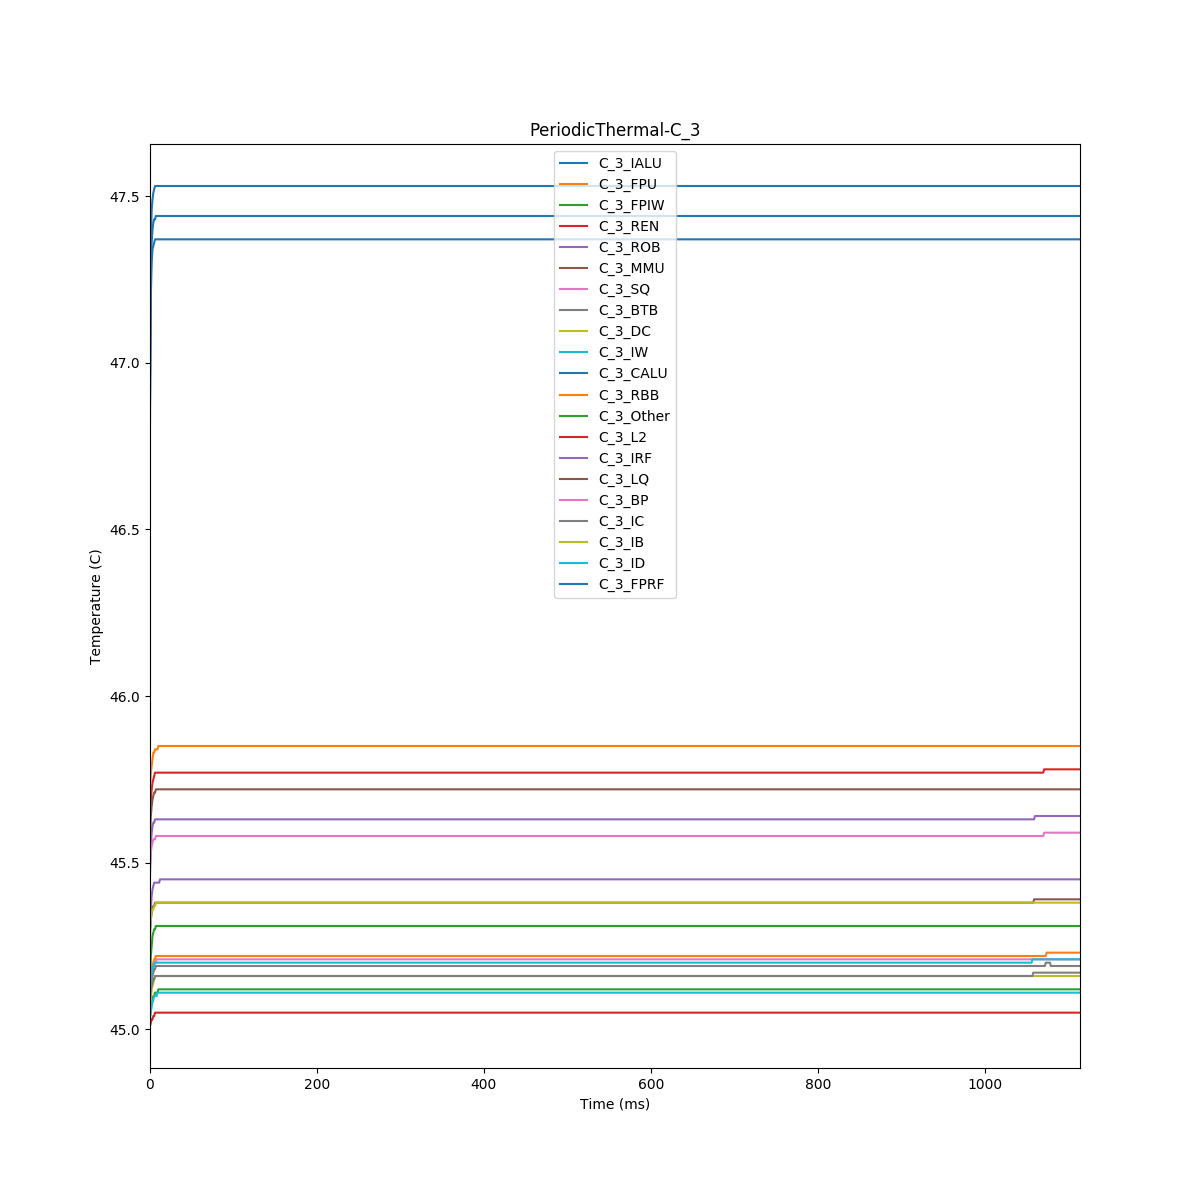 PeriodicThermal-C_3
C_3_IALU
C_3_FPU
C_3_FPIW
C_3_REN
C_3_ROB
C_3_MMU
C_3_SQ
C_3_BTB
C_3_DC
C_3_IW
C_3_CALU
C_3_RBB
C_3_Other
C_3_L2
C_3_IRF
C_3_LQ
C_3_BP
C_3_IC
C_3_IB
C_3_ID
C_3_FPRF
47.5
47.0
46.5
46.0
45.5
45.0
Temperature (C)
0 200 400 600 800 1000
Time (ms)